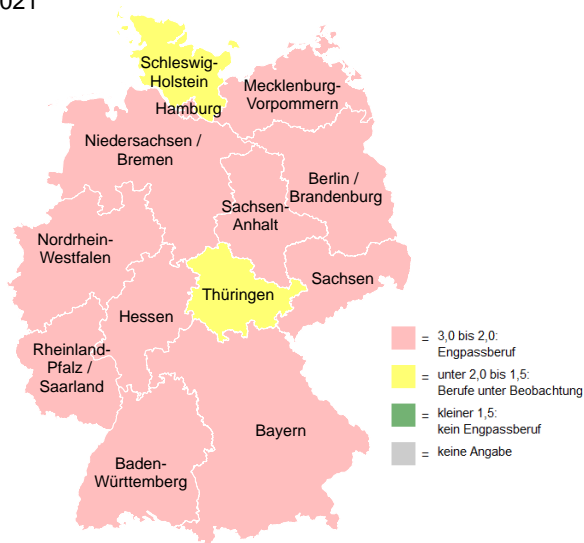 Schleswig-
Holstein
Mecklenburg-
Vorpommern
Hamburg
Niedersachsen /
Bremen
Berlin /
Brandenburg
Sachsen-
Anhalt
Nordrhein-
Westfalen
Sachsen
Thüringen
Hessen
Rheinland-
Pfalz /
Saarland
Bayern
Baden-
Württemberg
= 3,0 bis 2,0:
Engpassberuf
= unter 2,0 bis 1,5:
Berufe unter Beobachtung
= kleiner 1,5:
kein Engpassberuf
= keine Angabe